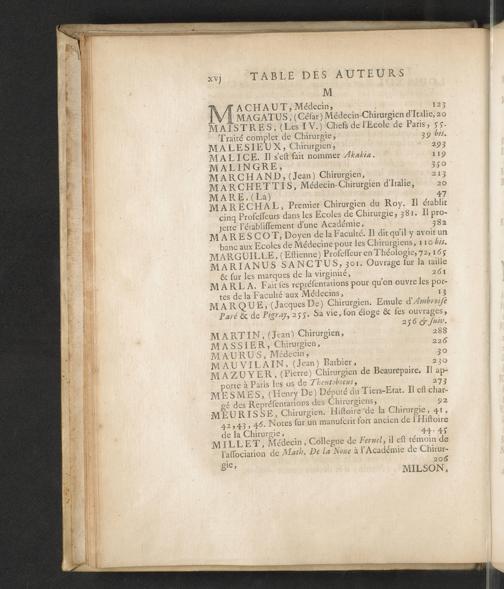 xvj TABLE DES AUTEURS
M
MACHAUT, Médecin, 123
MAGATUS, (César) Médecin-Chirurgien d'Italie, 20
MAISTRES, (Les IV.) Chefs de l'Ecole de Paris, 55.
Traité complet de Chirurgie, 39 bis.
MALESIEUX, Chirurgien, 293
MALICE. Il s'est fait nommer Akakia. 119
MALINGRE, 350
MARCHAND, (Jean) Chirurgien, 213
MARCHETTIS, Médecin-Chirurgien d'Italie, 20
MARE, (La) 47
MARÉCHAL, Premier Chirurgien du Roy. Il établit
cinq Professeurs dans les Ecoles de Chirurgie, 381. Il pro-
jette l'établissement d'une Académie. 382
MARESCOT, Doyen de la Faculté. Il dit qu'il y avoit un
banc aux Ecoles de Médecine pour les Chirurgiens, 110 bis.
MARGUILLE, (Estienne) Professeur en Théologie, 72, 165
MARIANUS SANCTUS, 301. Ouvrage sur la taille
& sur les marques de la virginité, 261
MARLA. Fait ses représentations pour qu'on ouvre les por-
tes de la Faculté aux Médecins, 13
MARQUE, (Jacques De) Chirurgien. Emule d'Ambroise
Paré & de Pigray, 255. Sa vie, son éloge & ses ouvrages,
256 & suiv.
MARTIN, (Jean) Chirurgien, 288
MASSIER, Chirurgien, 226
MAURUS, Médecin, 30
MAUVILAIN, (Jean) Barbier, 230
MAZUYER, (Pierre) Chirurgien de Beaurepaire. Il ap-
porte à Paris les os de Theutobocus, 273
MESMES, (Henry De) Député du Tiers-Etat. Il est char-
gé des Représentations des Chirurgiens, 92
MEURISSE, Chirurgien. Histoire de la Chirurgie, 41,
42, 43, 46. Notes sur un manuscrit fort ancien de l'Histoire
de la Chirurgie, 44. 45
MILLET, Médecin, Collegue de Fernel, il est témoin de
l'association de Math. De la Noue à l'Académie de Chirur-
gie, 206
MILSON,